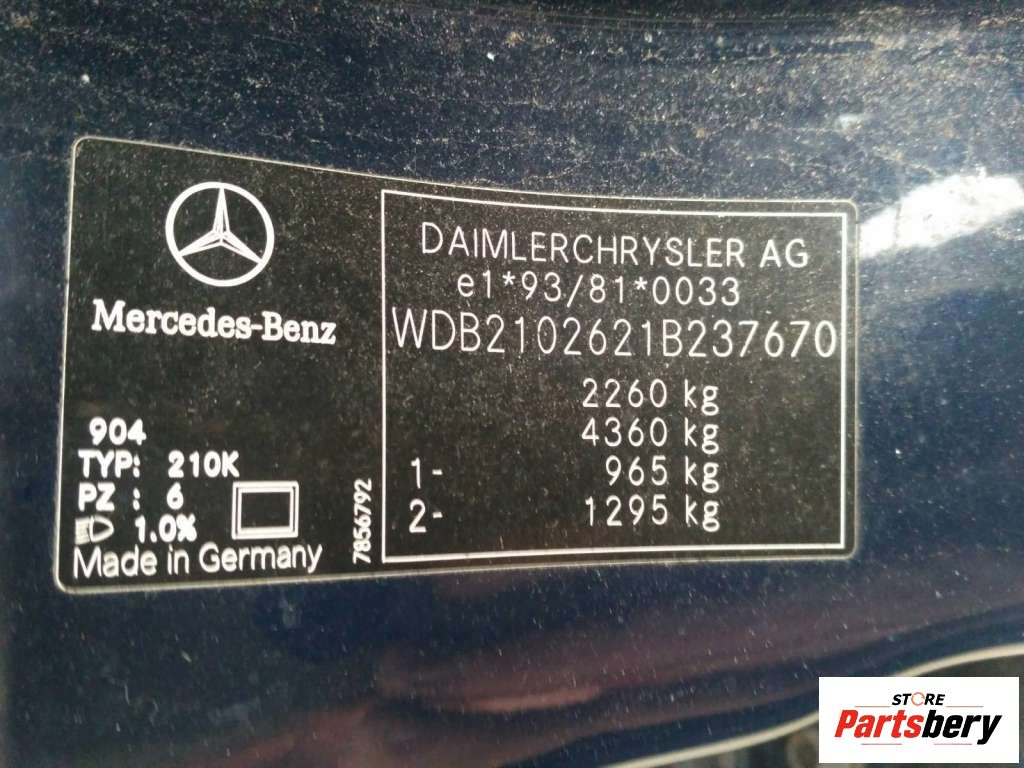 Mercedes-Benz
904
TYP: 210K
PZ : 6
1.0%
Made in Germany
7856792
DAIMLERCHRYSLER AG
e1*93/81*0033
WDB2102621B237670
2260 kg
4360 kg
1- 965 kg
2- 1295 kg
STORE
Partsbery